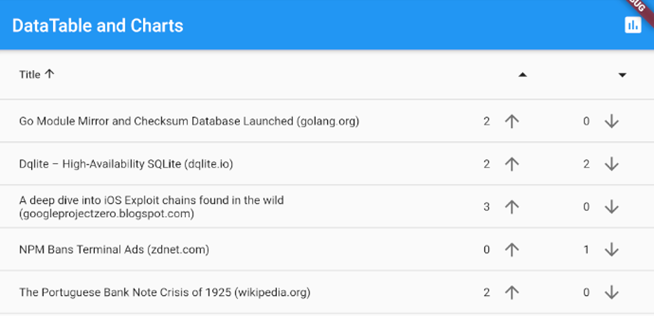 DataTable and Charts
Title
Go Module Mirror and Checksum Database Launched (golang.org) 2 0
Dqlite – High-Availability SQLite (dqlite.io) 2 2
A deep dive into iOS Exploit chains found in the wild
(googleprojectzero.blogspot.com) 3 0
NPM Bans Terminal Ads (zdnet.com) 0 1
The Portuguese Bank Note Crisis of 1925 (wikipedia.org) 2 0